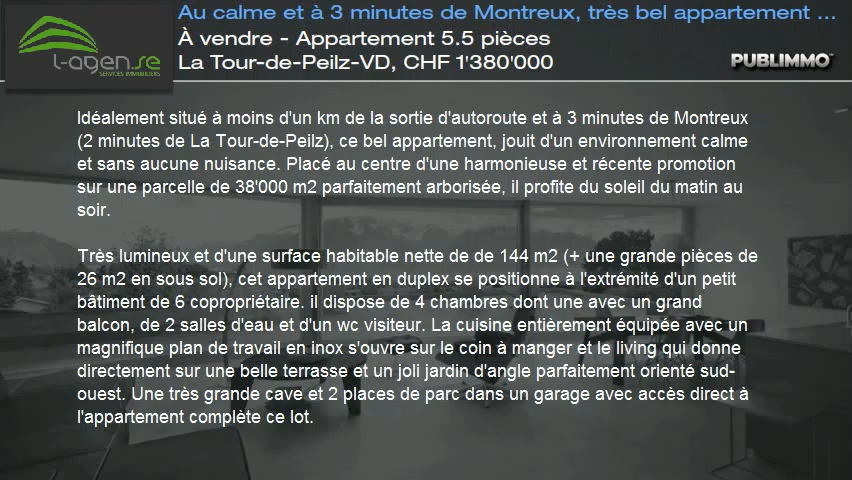 Au calme et à 3 minutes de Montreux, très bel appartement ...
À vendre - Appartement 5.5 pièces
La Tour-de-Peilz-VD, CHF 1'380'000
l-agen.se
SERVICES IMMOBILIERS
PUBLIMMO
Idéalement situé à moins d'un km de la sortie d'autoroute et à 3 minutes de Montreux
(2 minutes de La Tour-de-Peilz), ce bel appartement, jouit d'un environnement calme
et sans aucune nuisance. Placé au centre d'une harmonieuse et récente promotion
sur une parcelle de 38'000 m2 parfaitement arborisée, il profite du soleil du matin au
soir.
Très lumineux et d'une surface habitable nette de de 144 m2 (+ une grande pièces de
26 m2 en sous sol), cet appartement en duplex se positionne à l'extrémité d'un petit
bâtiment de 6 copropriétaire. il dispose de 4 chambres dont une avec un grand
balcon, de 2 salles d'eau et d'un wc visiteur. La cuisine entièrement équipée avec un
magnifique plan de travail en inox s'ouvre sur le coin à manger et le living qui donne
directement sur une belle terrasse et un joli jardin d'angle parfaitement orienté sud-
ouest. Une très grande cave et 2 places de parc dans un garage avec accès direct à
l'appartement complète ce lot.